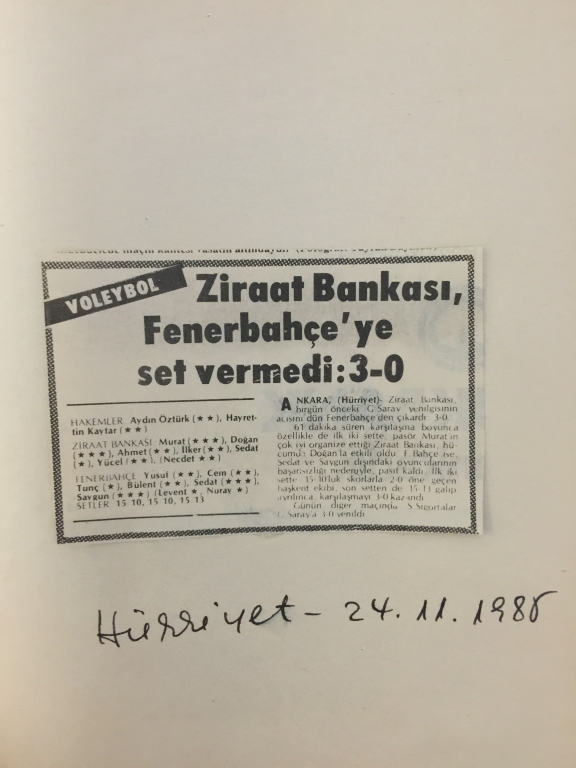 VOLEYBOL
Ziraat Bankası,
Fenerbahçe'ye
set vermedi: 3-0
HAKEMLER Aydın Öztürk (★★), Hayret-
tin Kaytar (★★)
ZİRAAT BANKASI Murat (★★★), Doğan
(★★★), Ahmet (★★), İlker (★★), Sedat
(★), Yücel (★★), (Necdet ★★)
FENERBAHÇE Yusuf (★★), Cem (★★),
Tunç (★), Bülent (★★), Sedat (★★★),
Saygun (★★★) (Levent ★, Nuray ★)
SETLER 15 10, 15 10, 15 13
ANKARA, (Hürriyet)- Ziraat Bankası,
birgün önceki G.Saray yenilgisinin
acısını dün Fenerbahçe'den çıkardı 3-0.
61 dakika süren karşılaşma boyunca
özellikle de ilk iki sette, pasör Murat'ın
çok iyi organize ettiği Ziraat Bankası, hü-
cumda Doğan'la etkili oldu F.Bahçe ise,
Sedat ve Saygun dışındaki oyuncularının
başarısızlığı nedeniyle, pasif kaldı İlk iki
sette 15-10'luk skorlarla 2-0 öne geçen
başkent ekibi, son setten de 15-13 galip
ayrılınca, karşılaşmayı 3-0 kazandı
Günün diğer maçında S.Sigortalar
G.Saray'a 3-0 yenildi
Hürriyet - 24.11.1985